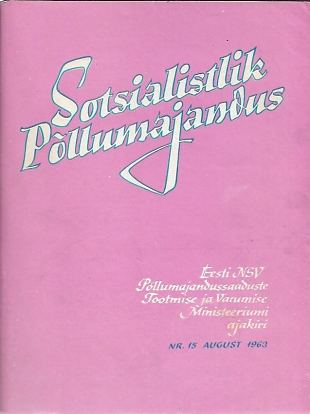 Sotsialistlik
Põllumajandus
Eesti NSV
Põllumajandussaaduste
Tootmise ja Varumise
Ministeeriumi
ajakiri
NR. 15 AUGUST 1963